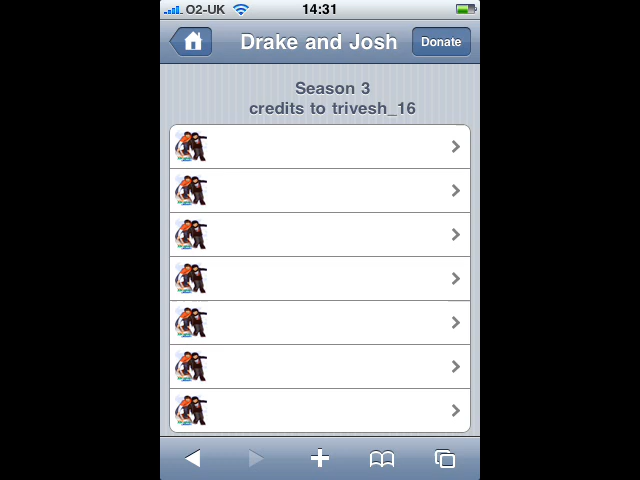 O2-UK
14:31
Drake and Josh
Donate
Season 3
credits to trivesh_16